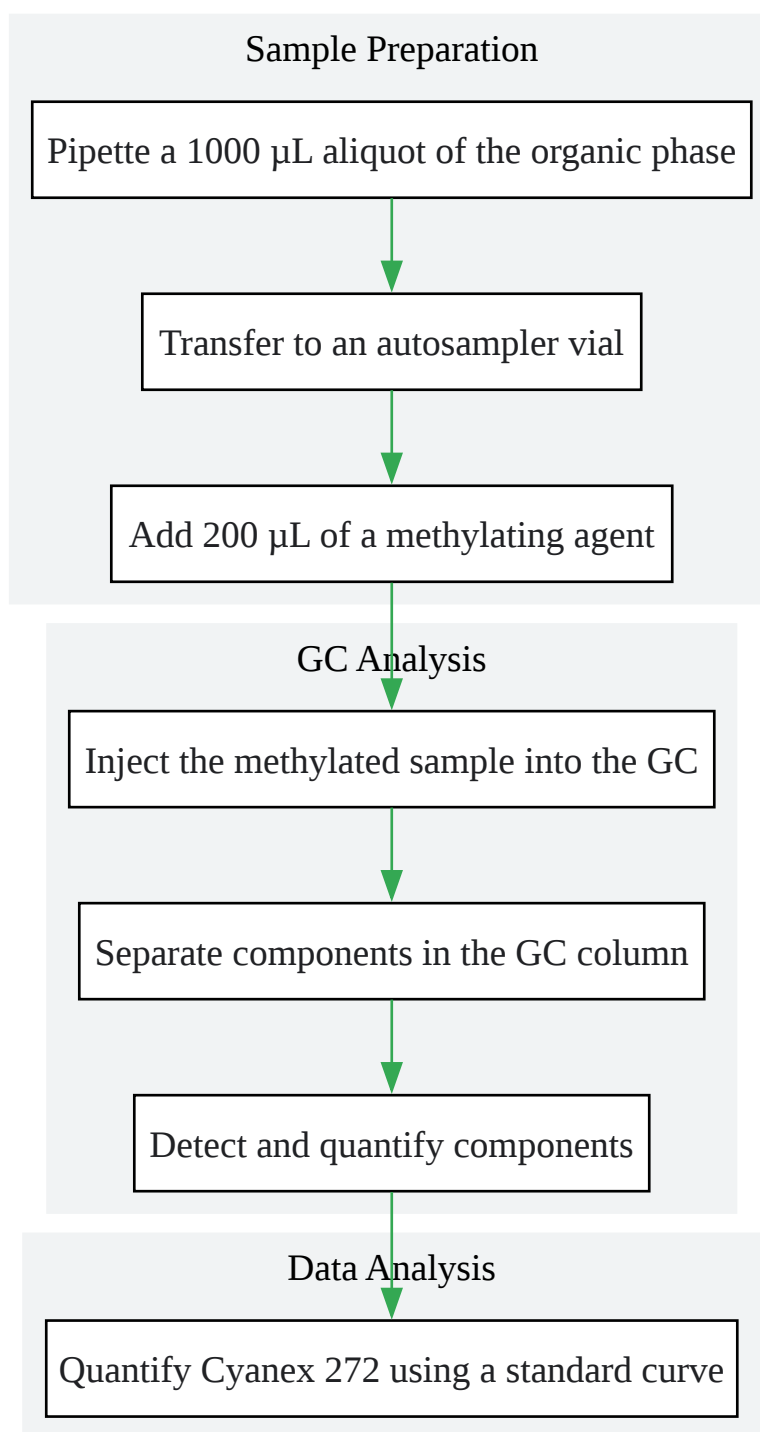 Sample Preparation
Pipette a 1000 µL aliquot of the organic phase
Transfer to an autosampler vial
Add 200 µL of a methylating agent
GC Analysis
Inject the methylated sample into the GC
Separate components in the GC column
Detect and quantify components
Data Analysis
Quantify Cyanex 272 using a standard curve